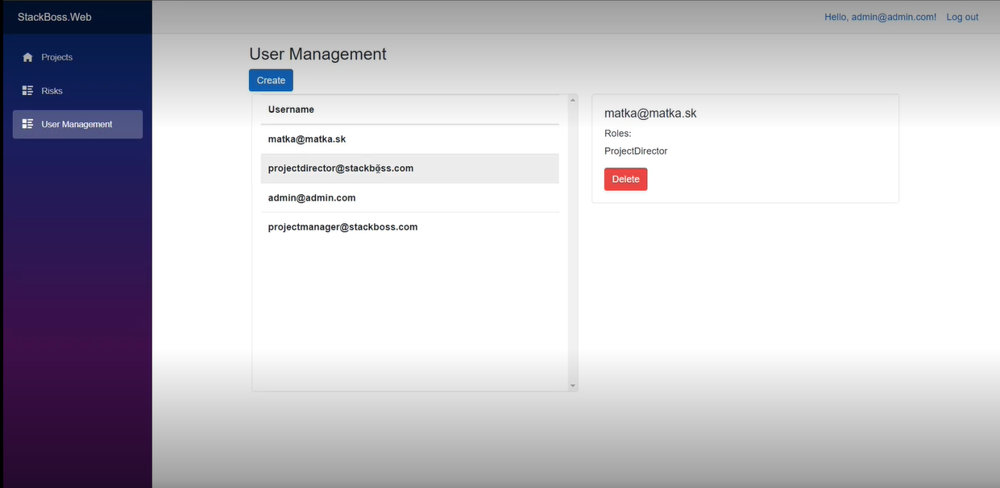 StackBoss.Web
Hello, admin@admin.com! Log out
Projects
Risks
User Management
User Management
Create
Username
matka@matka.sk
projectdirector@stackboss.com
admin@admin.com
projectmanager@stackboss.com
matka@matka.sk
Roles:
ProjectDirector
Delete